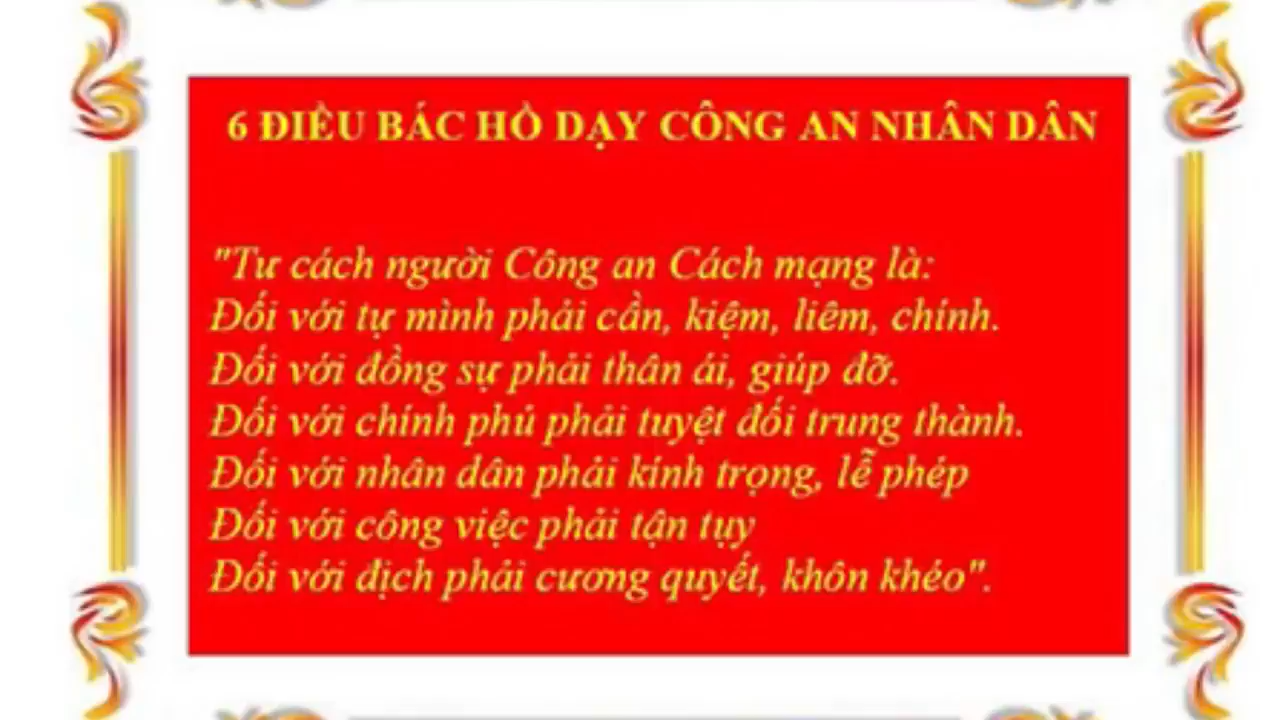 6 ĐIỀU BÁC HỒ DẠY CÔNG AN NHÂN DÂN
"Tư cách người Công an Cách mạng là:
Đối với tự mình phải cần, kiệm, liêm, chính.
Đối với đồng sự phải thân ái, giúp đỡ.
Đối với chính phủ phải tuyệt đối trung thành.
Đối với nhân dân phải kính trọng, lễ phép
Đối với công việc phải tận tụy
Đối với địch phải cương quyết, khôn khéo".